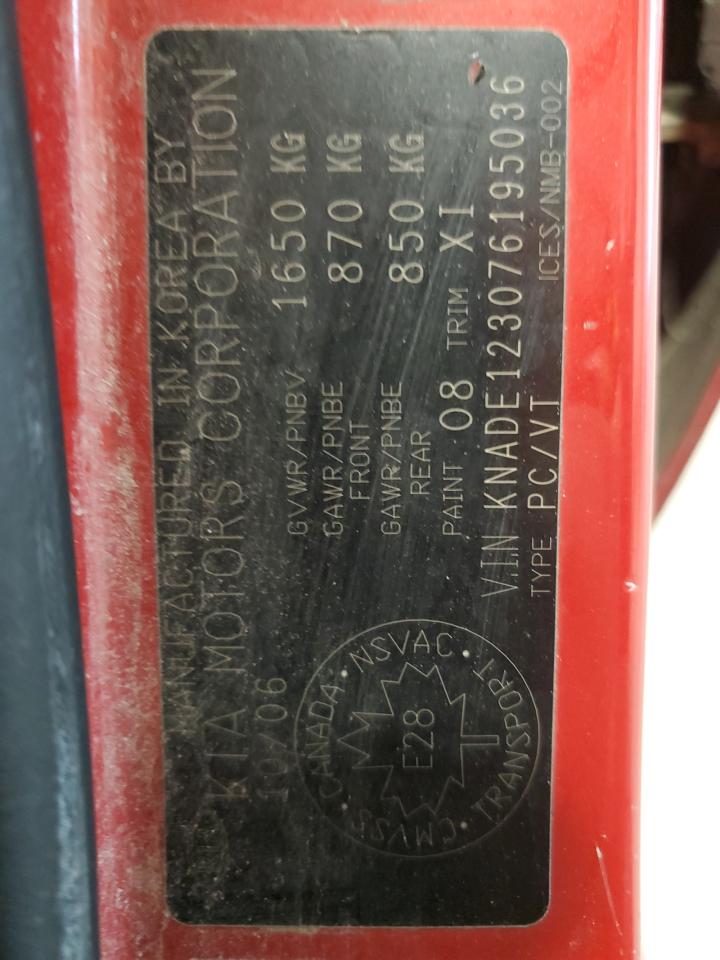 MANUFACTURED IN KOREA BY
KIA MOTORS CORPORATION
10/06
GVWR/PNBV 1650 KG
GAWR/PNBE FRONT 870 KG
GAWR/PNBE REAR 850 KG
PAINT 08 TRIM XI
V.I.N KNADE123076195036
TYPE PC/VT ICES/NMB-002
CANADA · NSVAC · TRANSPORT · CMVSS
E28